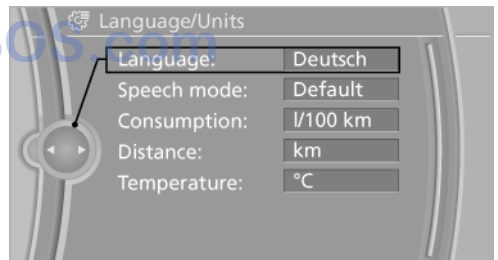 Language/Units
Language: Deutsch
Speech mode: Default
Consumption: l/100 km
Distance: km
Temperature: °C